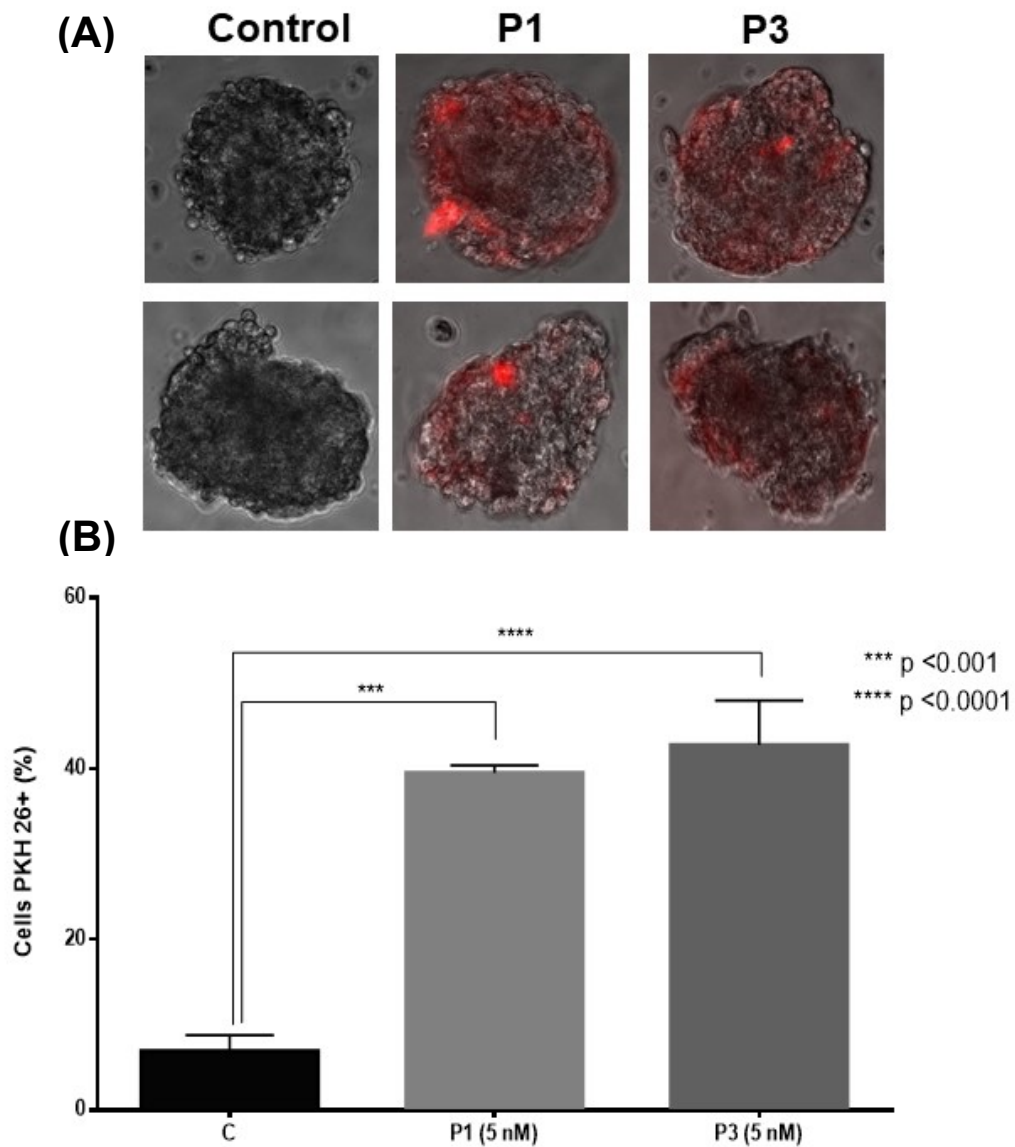 (A)
Control P1 P3
(B)
60
40
20
0
Cells PKH 26+ (%)
****
***
*** p <0.001
**** p <0.0001
C P1 (5 nM) P3 (5 nM)